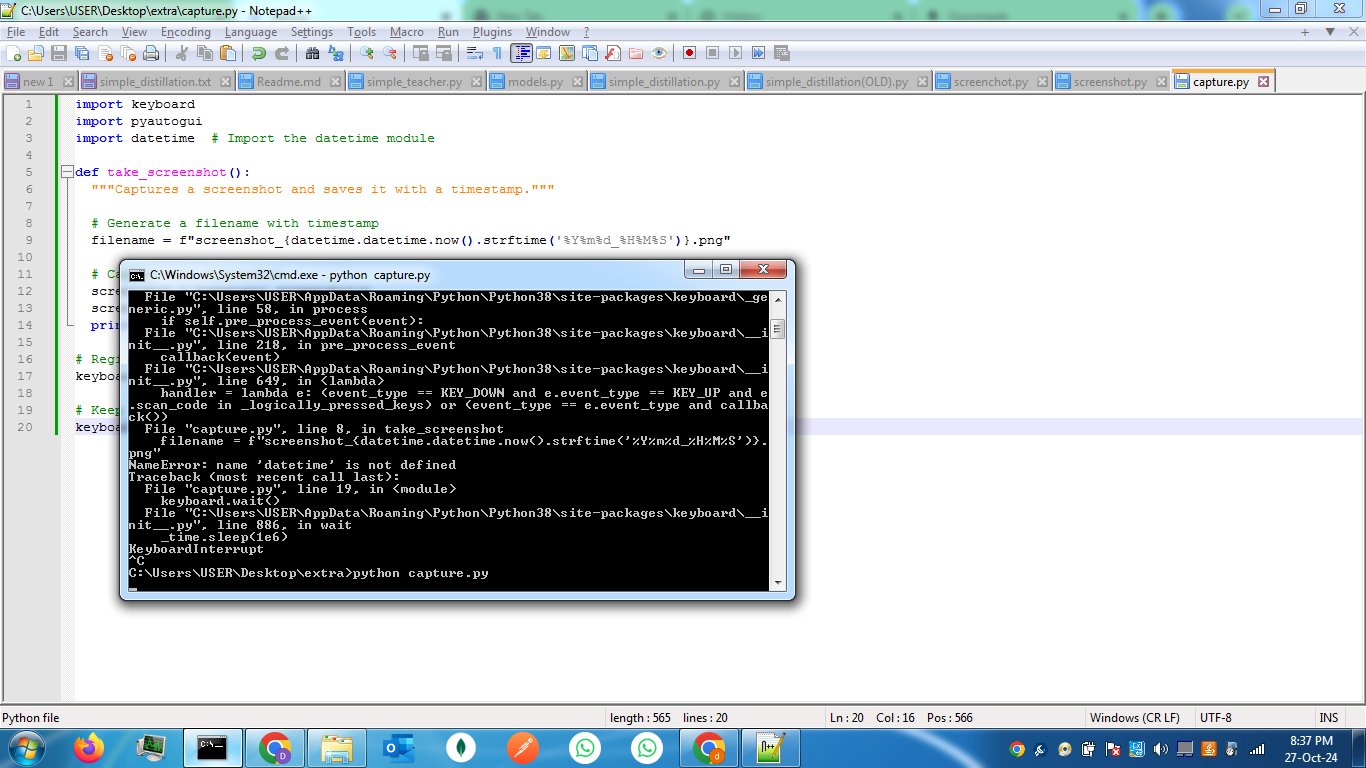 C:\Users\USER\Desktop\extra\capture.py - Notepad++
File Edit Search View Encoding Language Settings Tools Macro Run Plugins Window ?
new 1 simple_distillation.txt Readme.md simple_teacher.py models.py simple_distillation.py simple_distillation(OLD).py screenchot.py screenshot.py capture.py
1 import keyboard
2 import pyautogui
3 import datetime # Import the datetime module
4
5 def take_screenshot():
6 """Captures a screenshot and saves it with a timestamp."""
7
8 # Generate a filename with timestamp
9 filename = f"screenshot_{datetime.datetime.now().strftime('%Y%m%d_%H%M%S')}.png"
10
11 # Ca
12 scre
13 scre
14 prin
15
16 # Regi
17 keyboa
18
19 # Keep
20 keyboa
C:\Windows\System32\cmd.exe - python capture.py
File "C:\Users\USER\AppData\Roaming\Python\Python38\site-packages\keyboard\_ge
neric.py", line 58, in process
if self.pre_process_event(event):
File "C:\Users\USER\AppData\Roaming\Python\Python38\site-packages\keyboard\__i
nit__.py", line 218, in pre_process_event
callback(event)
File "C:\Users\USER\AppData\Roaming\Python\Python38\site-packages\keyboard\__i
nit__.py", line 649, in <lambda>
handler = lambda e: (event_type == KEY_DOWN and e.event_type == KEY_UP and e
.scan_code in _logically_pressed_keys) or (event_type == e.event_type and callba
ck())
File "capture.py", line 8, in take_screenshot
filename = f"screenshot_{datetime.datetime.now().strftime('%Y%m%d_%H%M%S')}.
png"
NameError: name 'datetime' is not defined
Traceback (most recent call last):
File "capture.py", line 19, in <module>
keyboard.wait()
File "C:\Users\USER\AppData\Roaming\Python\Python38\site-packages\keyboard\__i
nit__.py", line 886, in wait
_time.sleep(1e6)
KeyboardInterrupt
^C
C:\Users\USER\Desktop\extra>python capture.py
Python file length : 565 lines : 20 Ln : 20 Col : 16 Pos : 566 Windows (CR LF) UTF-8 INS
8:37 PM
27-Oct-24